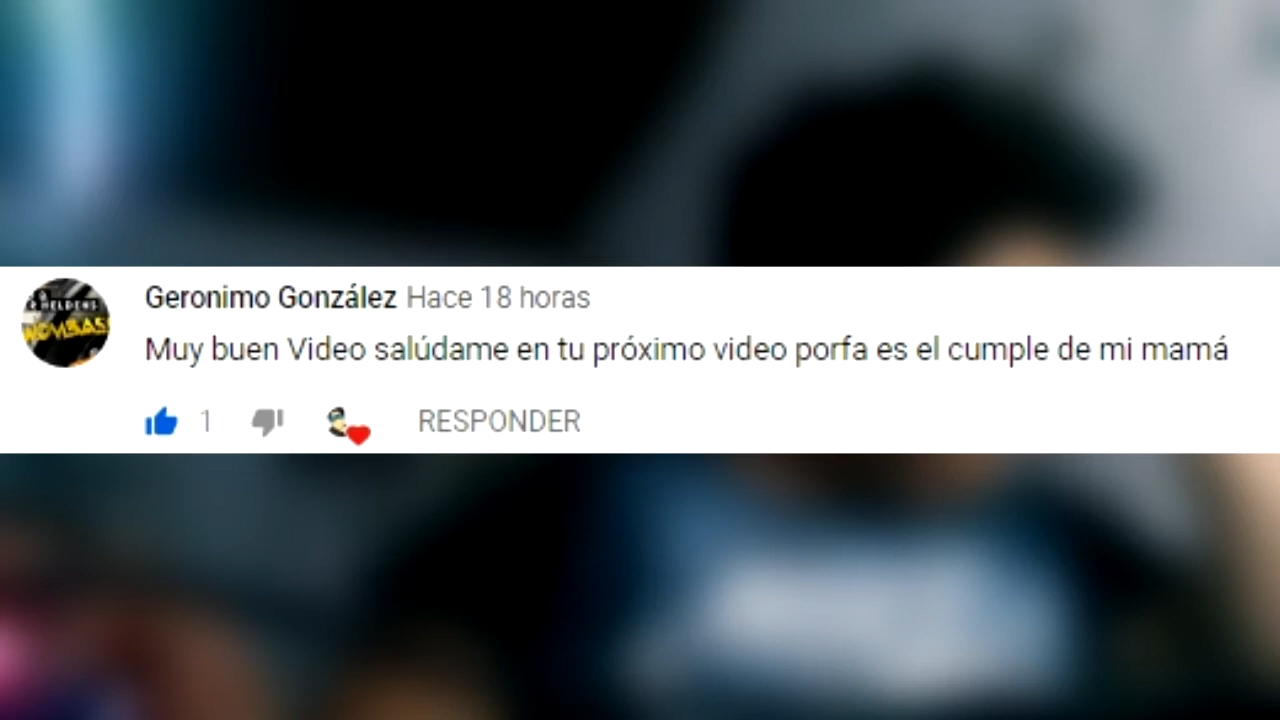 Geronimo González Hace 18 horas
Muy buen Video salúdame en tu próximo video porfa es el cumple de mi mamá
1 RESPONDER